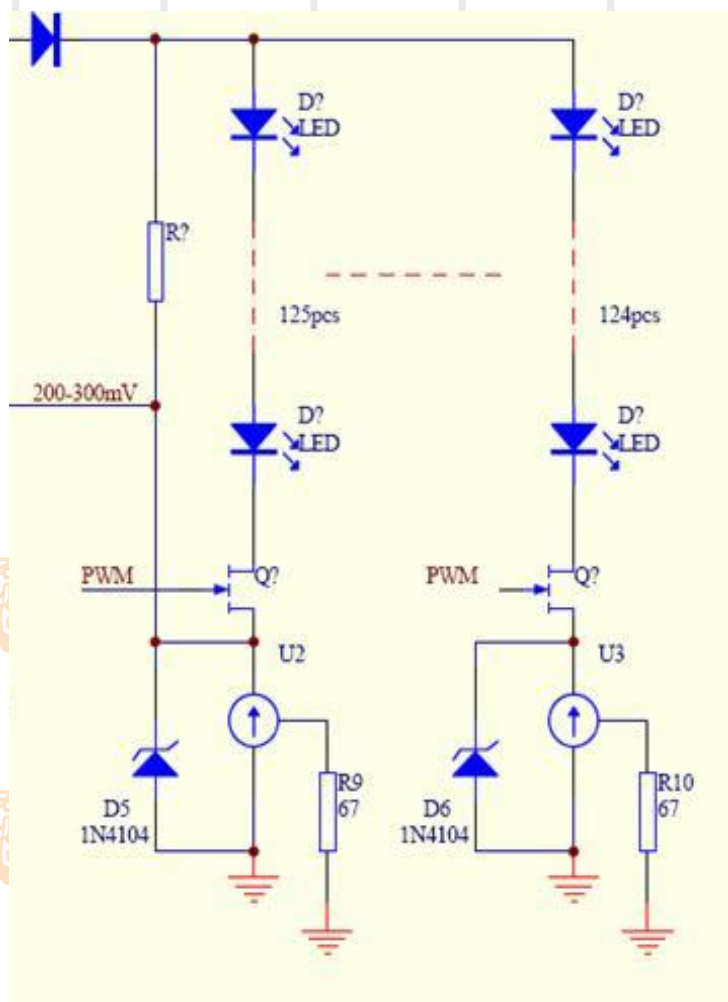 D?
LED
D?
LED
R?
125pcs
124pcs
200-300mV
D?
LED
D?
LED
PWM
Q?
PWM
Q?
U2
U3
R9
67
R10
67
D5
1N4104
D6
1N4104